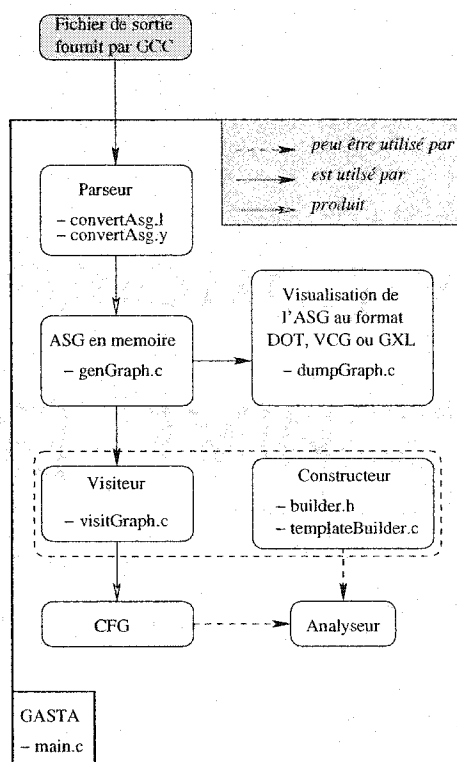 Fichier de sortie
fournit par GCC
peut être utilisé par
est utilsé par
produit
Parseur
– convertAsg.l
– convertAsg.y
ASG en memoire
– genGraph.c
Visualisation de
l'ASG au format
DOT, VCG ou GXL
– dumpGraph.c
Visiteur
– visitGraph.c
Constructeur
– builder.h
– templateBuilder.c
CFG
Analyseur
GASTA
– main.c